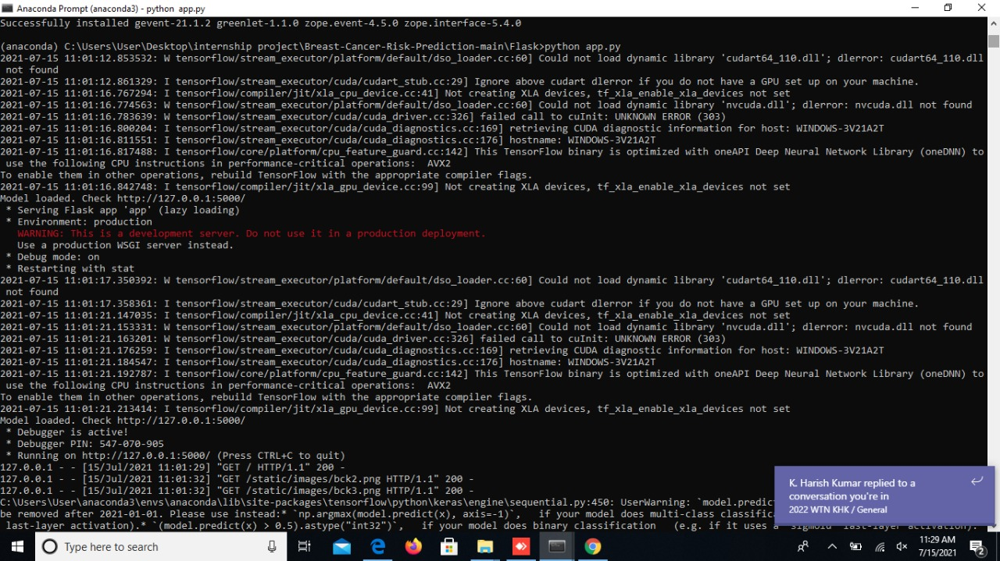 Anaconda Prompt (anaconda3) - python  app.py
Successfully installed gevent-21.1.2 greenlet-1.1.0 zope.event-4.5.0 zope.interface-5.4.0
(anaconda) C:\Users\User\Desktop\internship project\Breast-Cancer-Risk-Prediction-main\Flask>python app.py
2021-07-15 11:01:12.853532: W tensorflow/stream_executor/platform/default/dso_loader.cc:60] Could not load dynamic library 'cudart64_110.dll'; dlerror: cudart64_110.dll
not found
2021-07-15 11:01:12.861329: I tensorflow/stream_executor/cuda/cudart_stub.cc:29] Ignore above cudart dlerror if you do not have a GPU set up on your machine.
2021-07-15 11:01:16.767294: I tensorflow/compiler/jit/xla_cpu_device.cc:41] Not creating XLA devices, tf_xla_enable_xla_devices not set
2021-07-15 11:01:16.774563: W tensorflow/stream_executor/platform/default/dso_loader.cc:60] Could not load dynamic library 'nvcuda.dll'; dlerror: nvcuda.dll not found
2021-07-15 11:01:16.783639: W tensorflow/stream_executor/cuda/cuda_driver.cc:326] failed call to cuInit: UNKNOWN ERROR (303)
2021-07-15 11:01:16.800204: I tensorflow/stream_executor/cuda/cuda_diagnostics.cc:169] retrieving CUDA diagnostic information for host: WINDOWS-3V21A2T
2021-07-15 11:01:16.811551: I tensorflow/stream_executor/cuda/cuda_diagnostics.cc:176] hostname: WINDOWS-3V21A2T
2021-07-15 11:01:16.817488: I tensorflow/core/platform/cpu_feature_guard.cc:142] This TensorFlow binary is optimized with oneAPI Deep Neural Network Library (oneDNN) to
use the following CPU instructions in performance-critical operations:  AVX2
To enable them in other operations, rebuild TensorFlow with the appropriate compiler flags.
2021-07-15 11:01:16.842748: I tensorflow/compiler/jit/xla_gpu_device.cc:99] Not creating XLA devices, tf_xla_enable_xla_devices not set
Model loaded. Check http://127.0.0.1:5000/
* Serving Flask app 'app' (lazy loading)
* Environment: production
WARNING: This is a development server. Do not use it in a production deployment.
Use a production WSGI server instead.
* Debug mode: on
* Restarting with stat
2021-07-15 11:01:17.350392: W tensorflow/stream_executor/platform/default/dso_loader.cc:60] Could not load dynamic library 'cudart64_110.dll'; dlerror: cudart64_110.dll
not found
2021-07-15 11:01:17.358361: I tensorflow/stream_executor/cuda/cudart_stub.cc:29] Ignore above cudart dlerror if you do not have a GPU set up on your machine.
2021-07-15 11:01:21.147035: I tensorflow/compiler/jit/xla_cpu_device.cc:41] Not creating XLA devices, tf_xla_enable_xla_devices not set
2021-07-15 11:01:21.153331: W tensorflow/stream_executor/platform/default/dso_loader.cc:60] Could not load dynamic library 'nvcuda.dll'; dlerror: nvcuda.dll not found
2021-07-15 11:01:21.163201: W tensorflow/stream_executor/cuda/cuda_driver.cc:326] failed call to cuInit: UNKNOWN ERROR (303)
2021-07-15 11:01:21.176259: I tensorflow/stream_executor/cuda/cuda_diagnostics.cc:169] retrieving CUDA diagnostic information for host: WINDOWS-3V21A2T
2021-07-15 11:01:21.184547: I tensorflow/stream_executor/cuda/cuda_diagnostics.cc:176] hostname: WINDOWS-3V21A2T
2021-07-15 11:01:21.192787: I tensorflow/core/platform/cpu_feature_guard.cc:142] This TensorFlow binary is optimized with oneAPI Deep Neural Network Library (oneDNN) to
use the following CPU instructions in performance-critical operations:  AVX2
To enable them in other operations, rebuild TensorFlow with the appropriate compiler flags.
2021-07-15 11:01:21.213414: I tensorflow/compiler/jit/xla_gpu_device.cc:99] Not creating XLA devices, tf_xla_enable_xla_devices not set
Model loaded. Check http://127.0.0.1:5000/
* Debugger is active!
* Debugger PIN: 547-070-905
* Running on http://127.0.0.1:5000/ (Press CTRL+C to quit)
127.0.0.1 - - [15/Jul/2021 11:01:29] "GET / HTTP/1.1" 200 -
127.0.0.1 - - [15/Jul/2021 11:01:32] "GET /static/images/bck2.png HTTP/1.1" 200 -
127.0.0.1 - - [15/Jul/2021 11:01:32] "GET /static/images/bck3.png HTTP/1.1" 200 -
C:\Users\User\anaconda3\envs\anaconda\lib\site-packages\tensorflow\python\keras\engine\sequential.py:450: UserWarning: `model.predict
be removed after 2021-01-01. Please use instead:* `np.argmax(model.predict(x), axis=-1)`,   if your model does multi-class classifica
last-layer activation).* `(model.predict(x) > 0.5).astype("int32")`,   if your model does binary classification   (e.g. if it uses a `sigmoid` last-layer activation).
K. Harish Kumar replied to a
conversation you're in
2022 WTN KHK / General
Type here to search
11:29 AM
7/15/2021
2